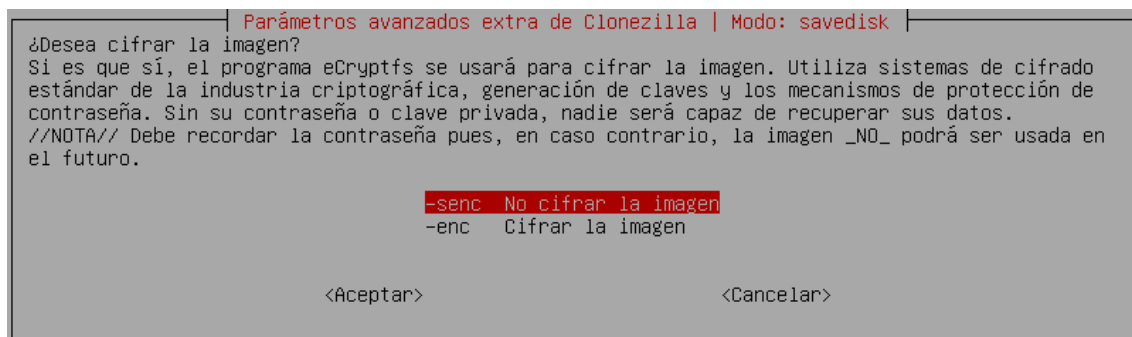 Parámetros avanzados extra de Clonezilla | Modo: savedisk
¿Desea cifrar la imagen?
Si es que sí, el programa eCryptfs se usará para cifrar la imagen. Utiliza sistemas de cifrado
estándar de la industria criptográfica, generación de claves y los mecanismos de protección de
contraseña. Sin su contraseña o clave privada, nadie será capaz de recuperar sus datos.
//NOTA// Debe recordar la contraseña pues, en caso contrario, la imagen _NO_ podrá ser usada en
el futuro.
-senc No cifrar la imagen
-enc Cifrar la imagen
<Aceptar> <Cancelar>